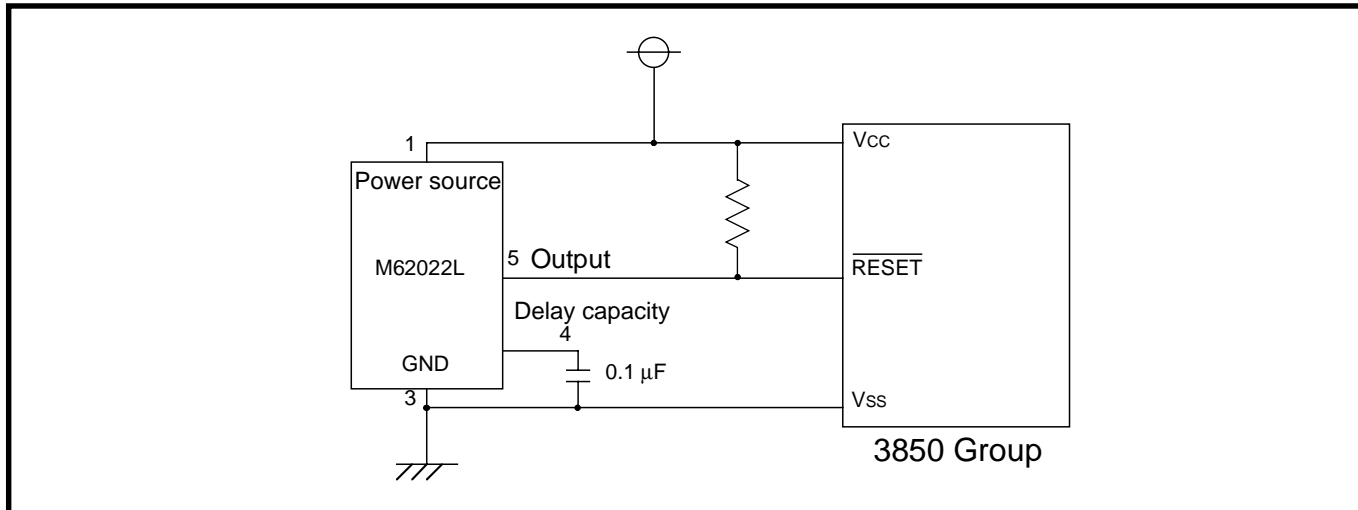 1
Vcc
Power source
M62022L
5 Output
RESET
Delay capacity
4
GND
0.1 μF
3
Vss
3850 Group